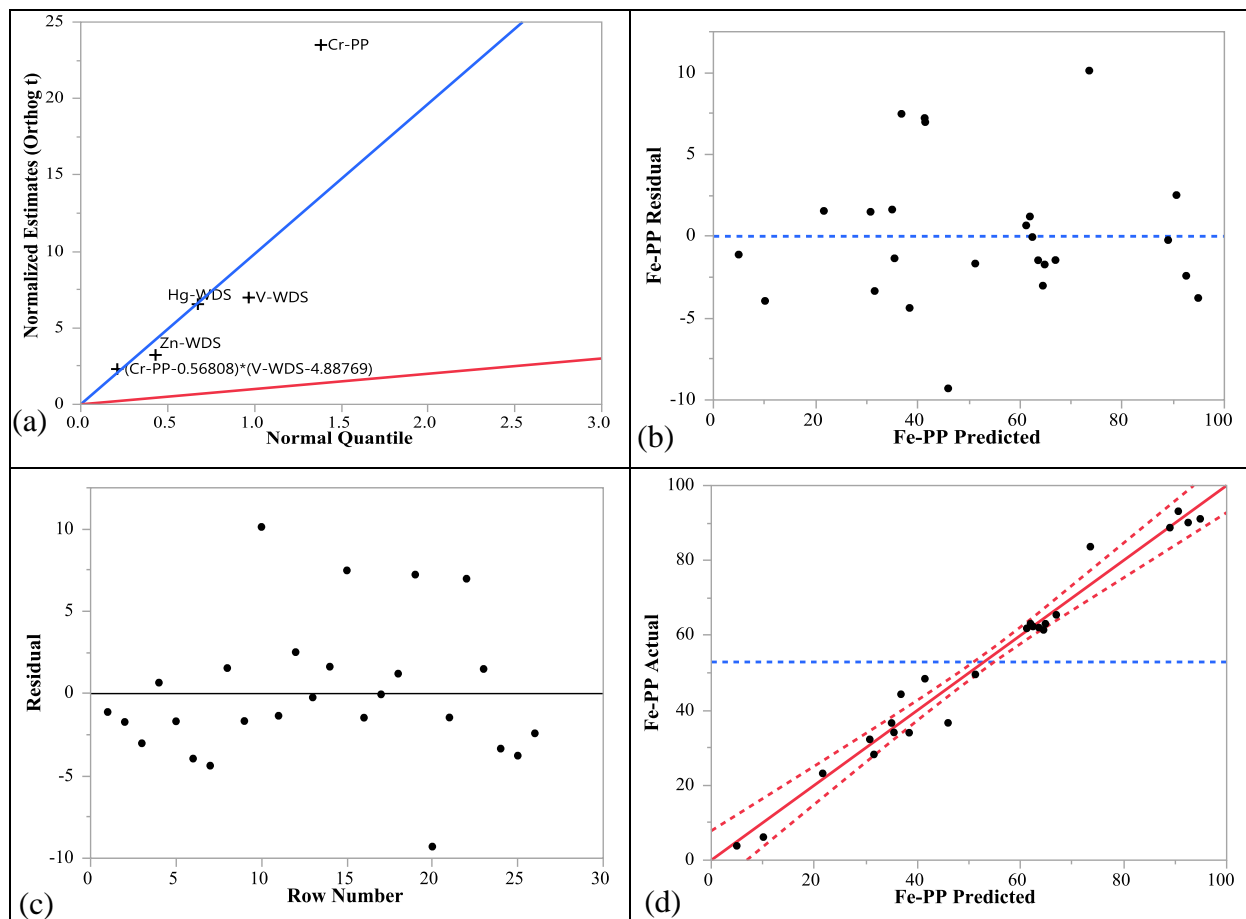 25
20
15
10
5
0
Normalized Estimates (Orthog t)
Cr-PP
Hg-WDS
V-WDS
Zn-WDS
(Cr-PP-0.56808)*(V-WDS-4.88769)
0.0 0.5 1.0 1.5 2.0 2.5 3.0
Normal Quantile
(a)
10
5
0
-5
-10
Fe-PP Residual
0 20 40 60 80 100
Fe-PP Predicted
(b)
10
5
0
-5
-10
Residual
0 5 10 15 20 25 30
Row Number
(c)
100
80
60
40
20
0
Fe-PP Actual
0 20 40 60 80 100
Fe-PP Predicted
(d)